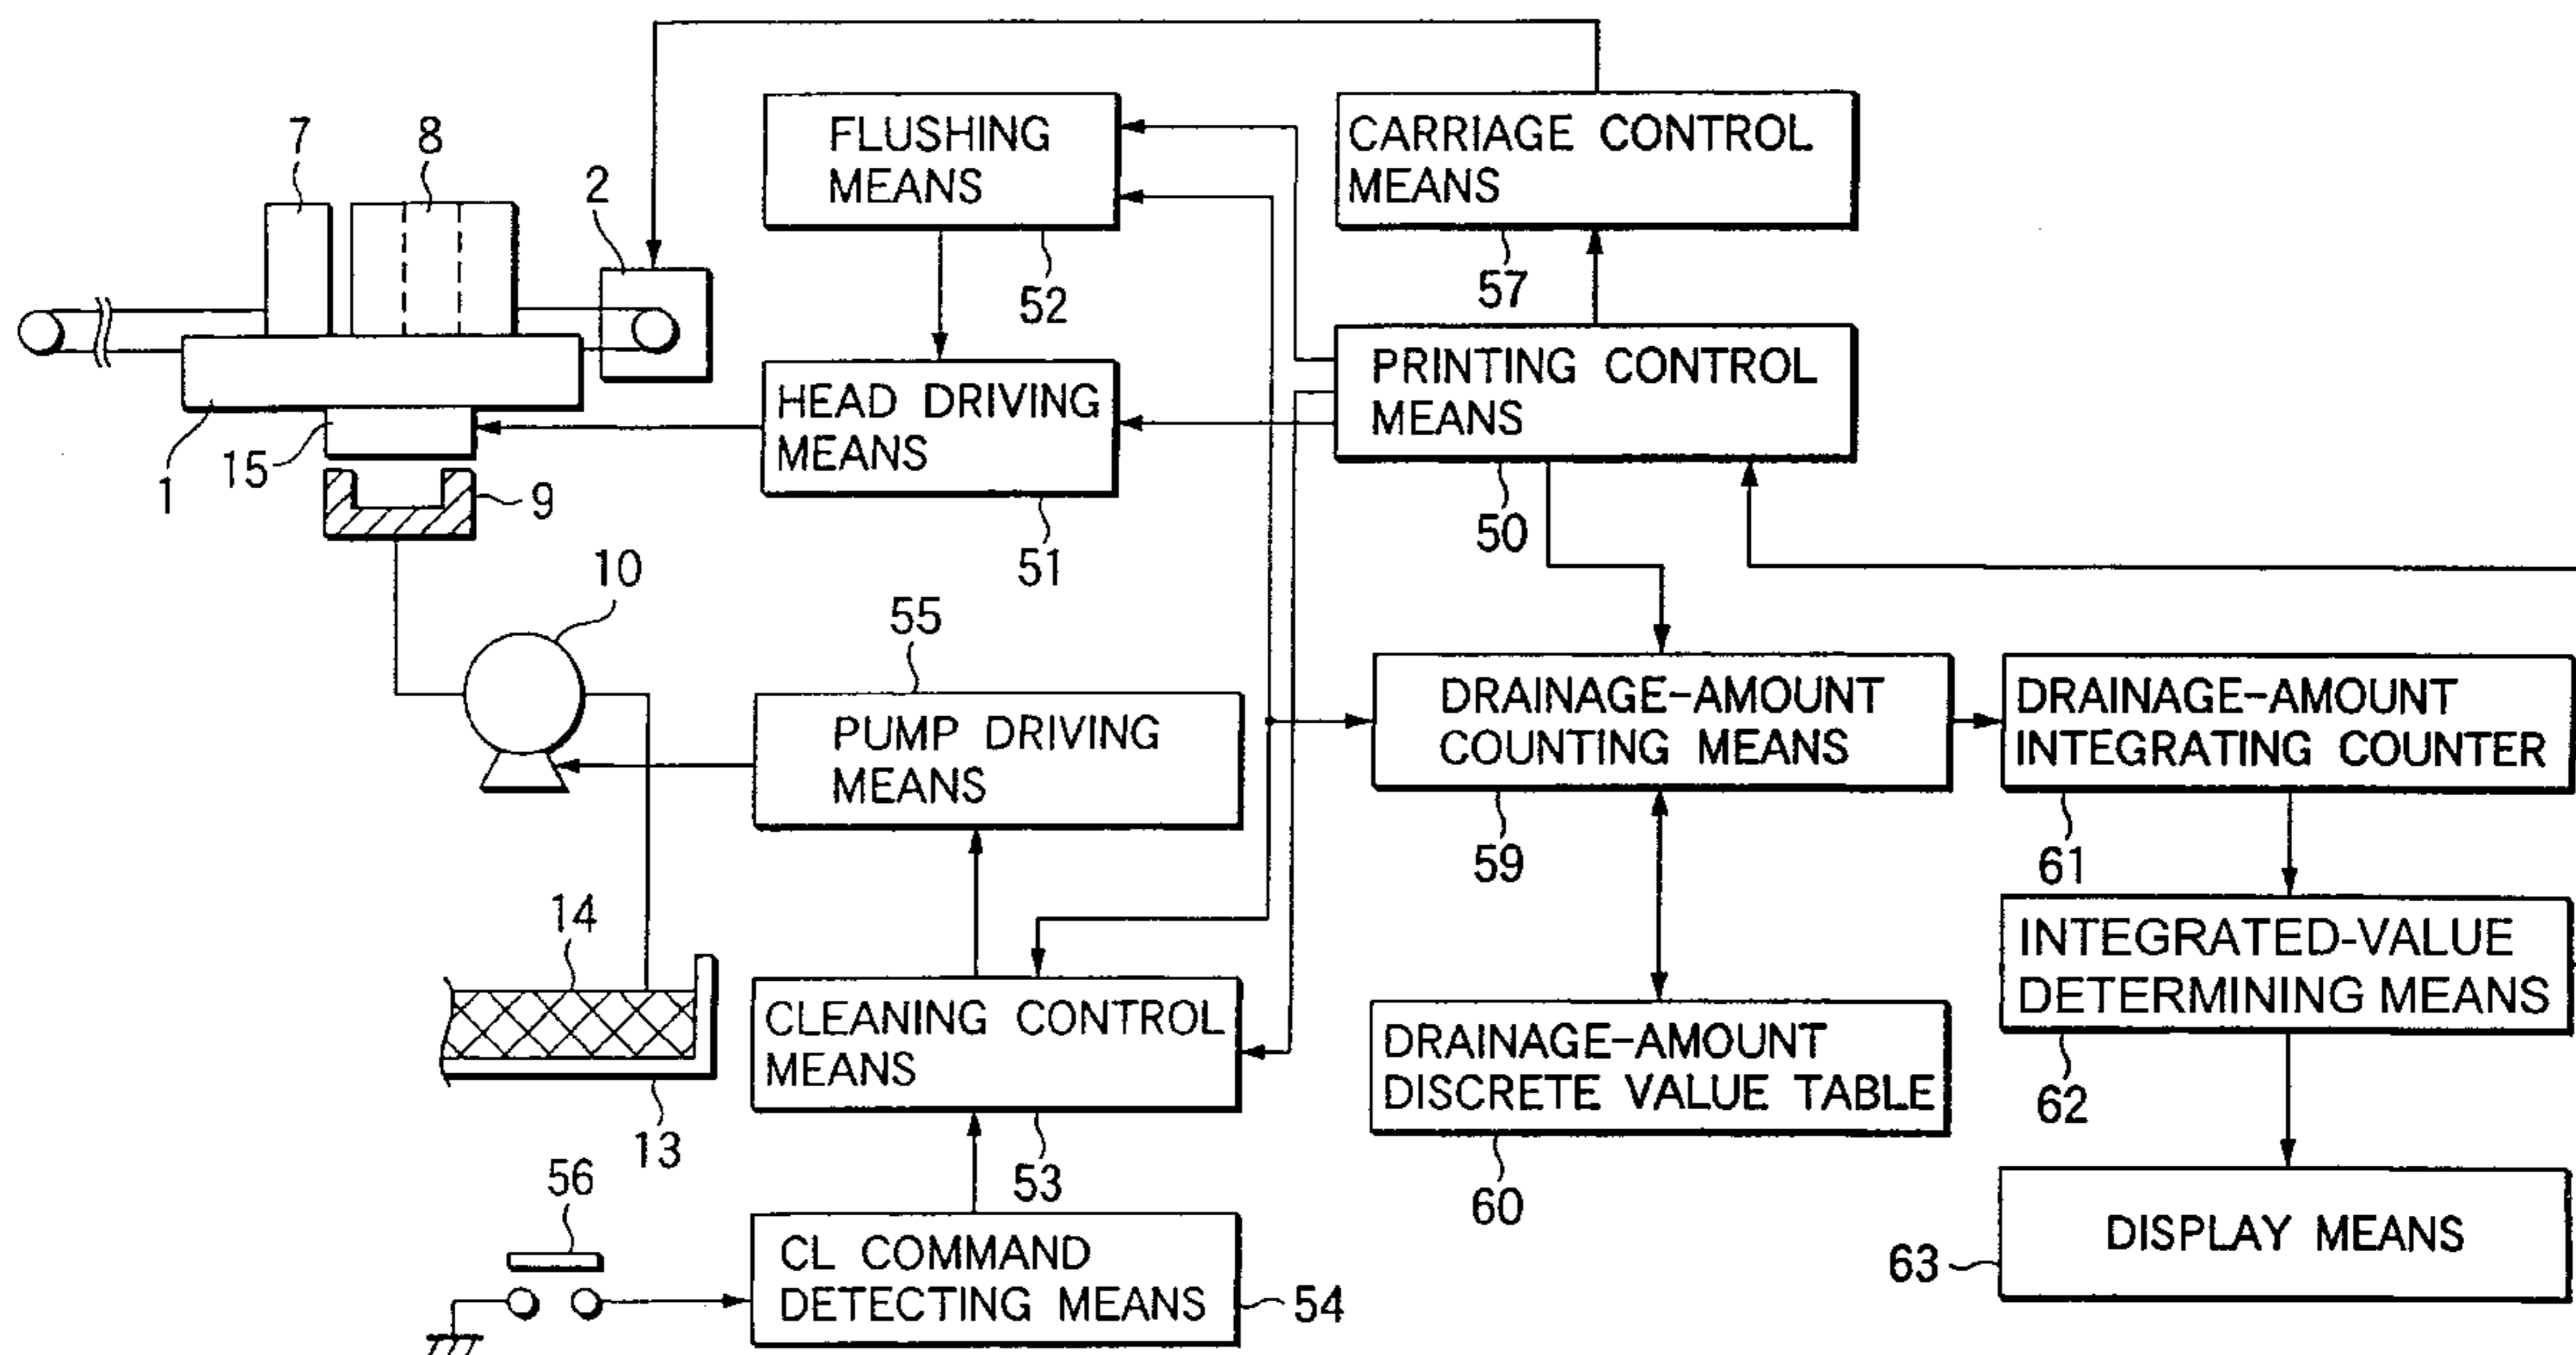 7
8
2
FLUSHING
MEANS
52
CARRIAGE CONTROL
MEANS
57
1
15
9
HEAD DRIVING
MEANS
51
PRINTING CONTROL
MEANS
50
10
55
PUMP DRIVING
MEANS
DRAINAGE-AMOUNT
COUNTING MEANS
59
DRAINAGE-AMOUNT
INTEGRATING COUNTER
61
14
13
CLEANING CONTROL
MEANS
53
DRAINAGE-AMOUNT
DISCRETE VALUE TABLE
60
INTEGRATED-VALUE
DETERMINING MEANS
62
56
CL COMMAND
DETECTING MEANS
54
DISPLAY MEANS
63